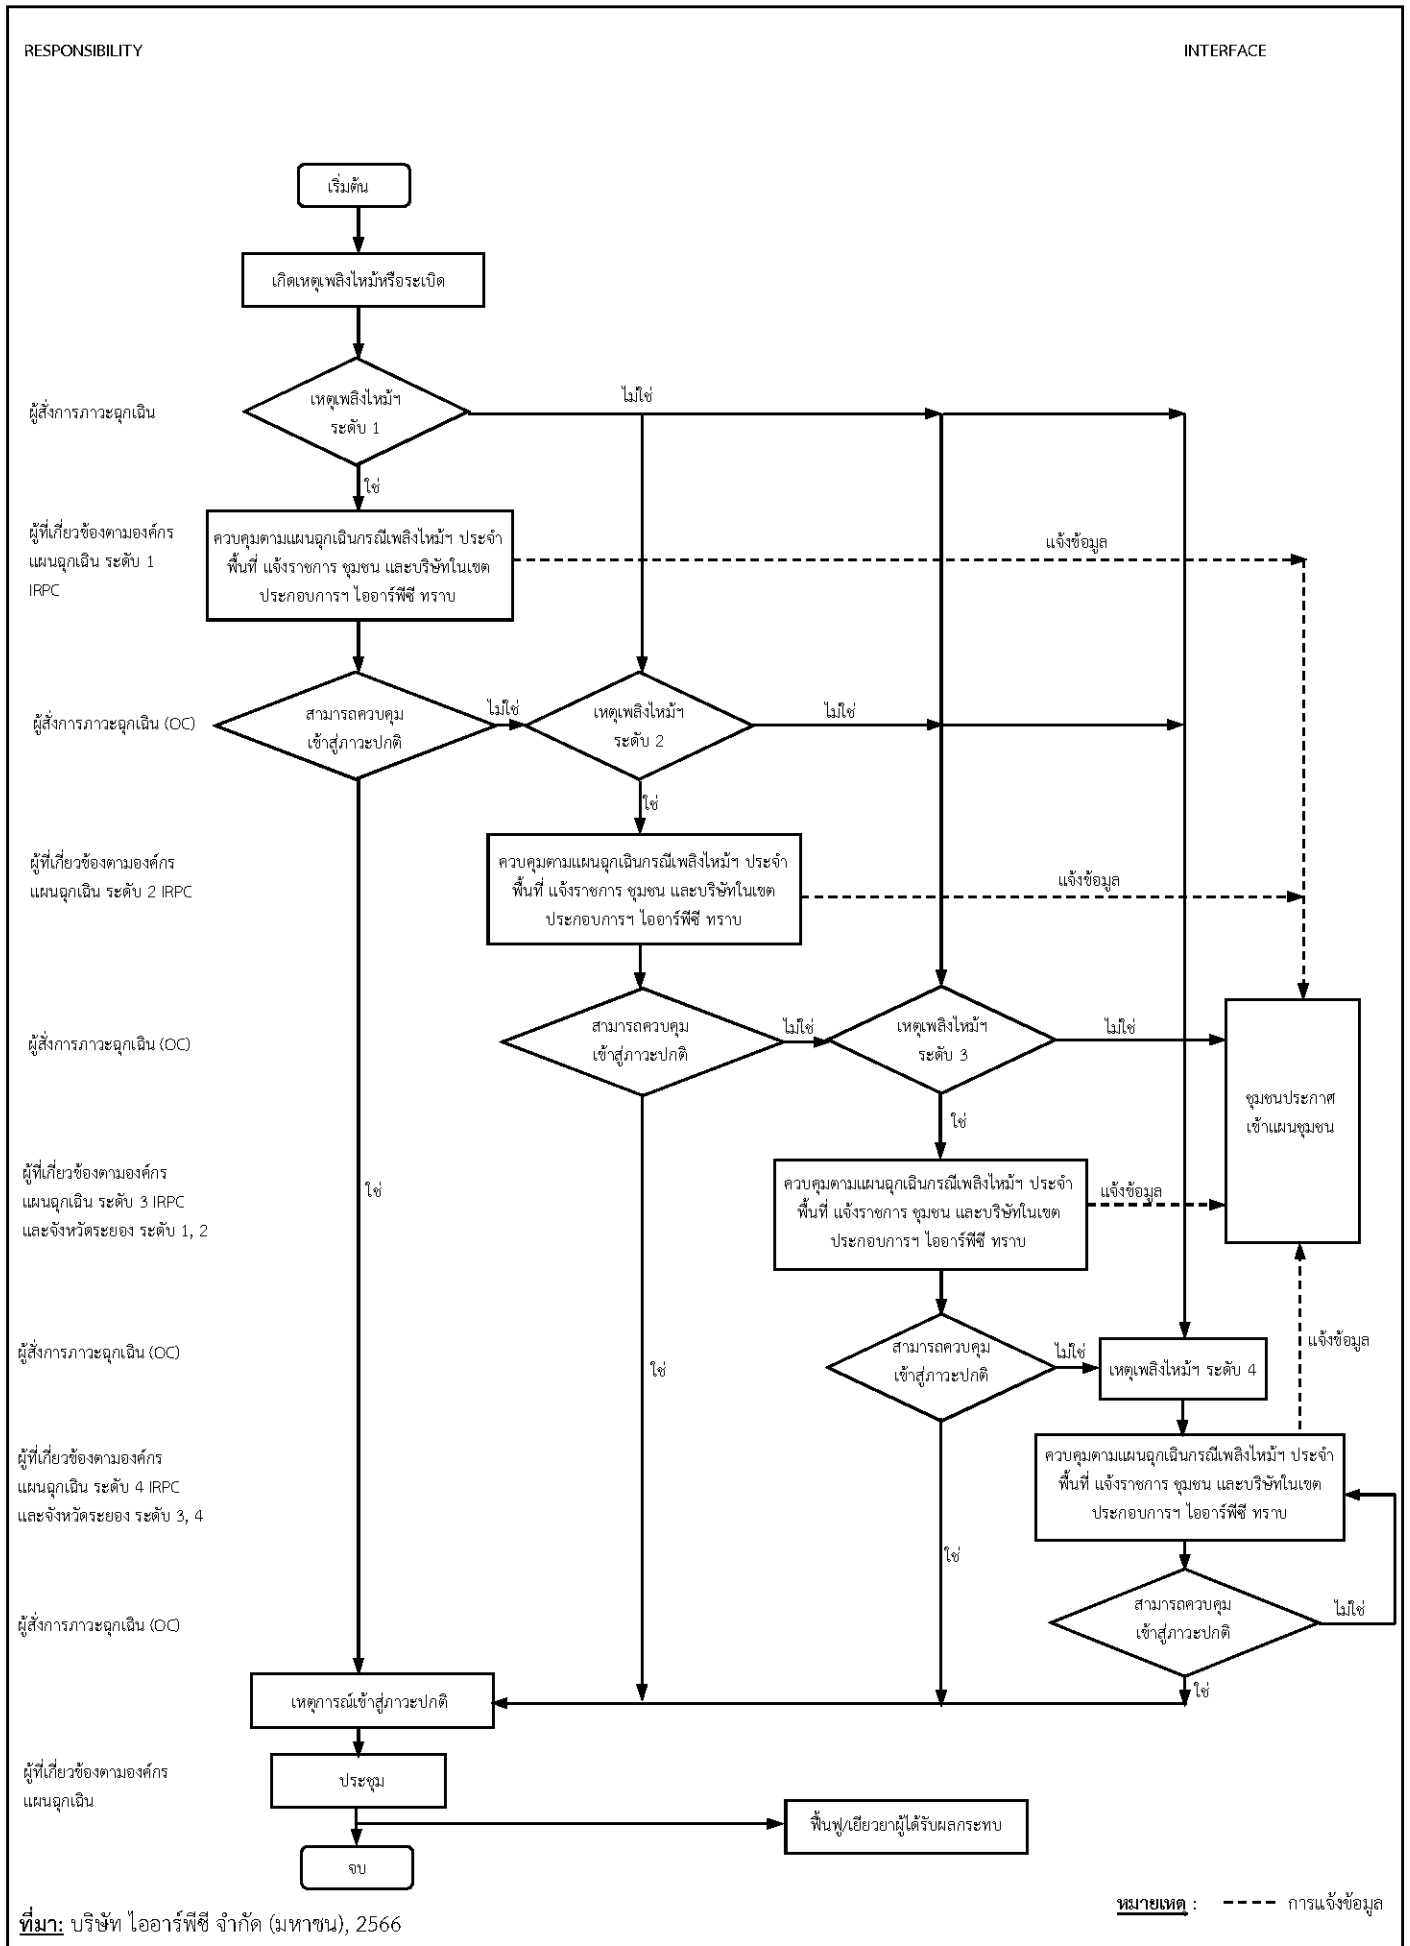 RESPONSIBILITY
INTERFACE
เริ่มต้น
เกิดเหตุเพลิงไหม้หรือระเบิด
ผู้สั่งการภาวะฉุกเฉิน
เหตุเพลิงไหม้ฯ
ระดับ 1
ไม่ใช่
ใช่
ผู้ที่เกี่ยวข้องตามองค์กร
แผนฉุกเฉิน ระดับ 1
IRPC
ควบคุมตามแผนฉุกเฉินกรณีเพลิงไหม้ฯ ประจำ
พื้นที่ แจ้งราชการ ชุมชน และบริษัทในเขต
ประกอบการฯ ไออาร์พีซี ทราบ
แจ้งข้อมูล
ผู้สั่งการภาวะฉุกเฉิน (OC)
สามารถควบคุม
เข้าสู่ภาวะปกติ
ไม่ใช่
เหตุเพลิงไหม้ฯ
ระดับ 2
ไม่ใช่
ใช่
ผู้ที่เกี่ยวข้องตามองค์กร
แผนฉุกเฉิน ระดับ 2 IRPC
ควบคุมตามแผนฉุกเฉินกรณีเพลิงไหม้ฯ ประจำ
พื้นที่ แจ้งราชการ ชุมชน และบริษัทในเขต
ประกอบการฯ ไออาร์พีซี ทราบ
แจ้งข้อมูล
ผู้สั่งการภาวะฉุกเฉิน (OC)
สามารถควบคุม
เข้าสู่ภาวะปกติ
ไม่ใช่
เหตุเพลิงไหม้ฯ
ระดับ 3
ไม่ใช่
ชุมชนประกาศ
เข้าแผนชุมชน
ใช่
ผู้ที่เกี่ยวข้องตามองค์กร
แผนฉุกเฉิน ระดับ 3 IRPC
และจังหวัดระยอง ระดับ 1, 2
ใช่
ควบคุมตามแผนฉุกเฉินกรณีเพลิงไหม้ฯ ประจำ
พื้นที่ แจ้งราชการ ชุมชน และบริษัทในเขต
ประกอบการฯ ไออาร์พีซี ทราบ
แจ้งข้อมูล
ผู้สั่งการภาวะฉุกเฉิน (OC)
ใช่
สามารถควบคุม
เข้าสู่ภาวะปกติ
ไม่ใช่
เหตุเพลิงไหม้ฯ ระดับ 4
แจ้งข้อมูล
ผู้ที่เกี่ยวข้องตามองค์กร
แผนฉุกเฉิน ระดับ 4 IRPC
และจังหวัดระยอง ระดับ 3, 4
ควบคุมตามแผนฉุกเฉินกรณีเพลิงไหม้ฯ ประจำ
พื้นที่ แจ้งราชการ ชุมชน และบริษัทในเขต
ประกอบการฯ ไออาร์พีซี ทราบ
ใช่
ผู้สั่งการภาวะฉุกเฉิน (OC)
สามารถควบคุม
เข้าสู่ภาวะปกติ
ไม่ใช่
ใช่
เหตุการณ์เข้าสู่ภาวะปกติ
ผู้ที่เกี่ยวข้องตามองค์กร
แผนฉุกเฉิน
ประชุม
ฟื้นฟู/เยียวยาผู้ได้รับผลกระทบ
จบ
หมายเหตุ : การแจ้งข้อมูล
ที่มา: บริษัท ไออาร์พีซี จำกัด (มหาชน), 2566